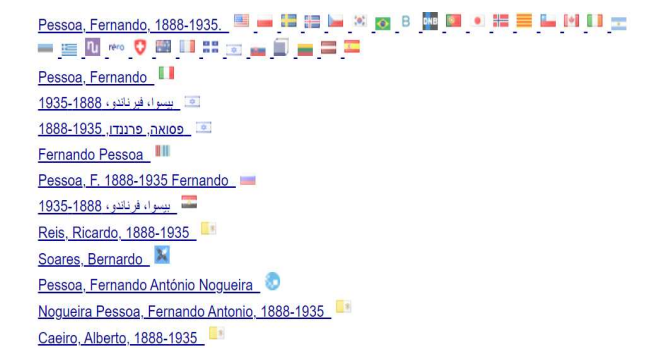 Pessoa, Fernando, 1888-1935.
Pessoa, Fernando
بيسوا، فيرناندو، 1888-1935
פסואה, פרננדו, 1888-1935
Fernando Pessoa
Pessoa, F. 1888-1935 Fernando
بيسوا، فرناندو، 1888-1935
Reis, Ricardo, 1888-1935
Soares, Bernardo
Pessoa, Fernando António Nogueira
Nogueira Pessoa, Fernando Antonio, 1888-1935
Caeiro, Alberto, 1888-1935